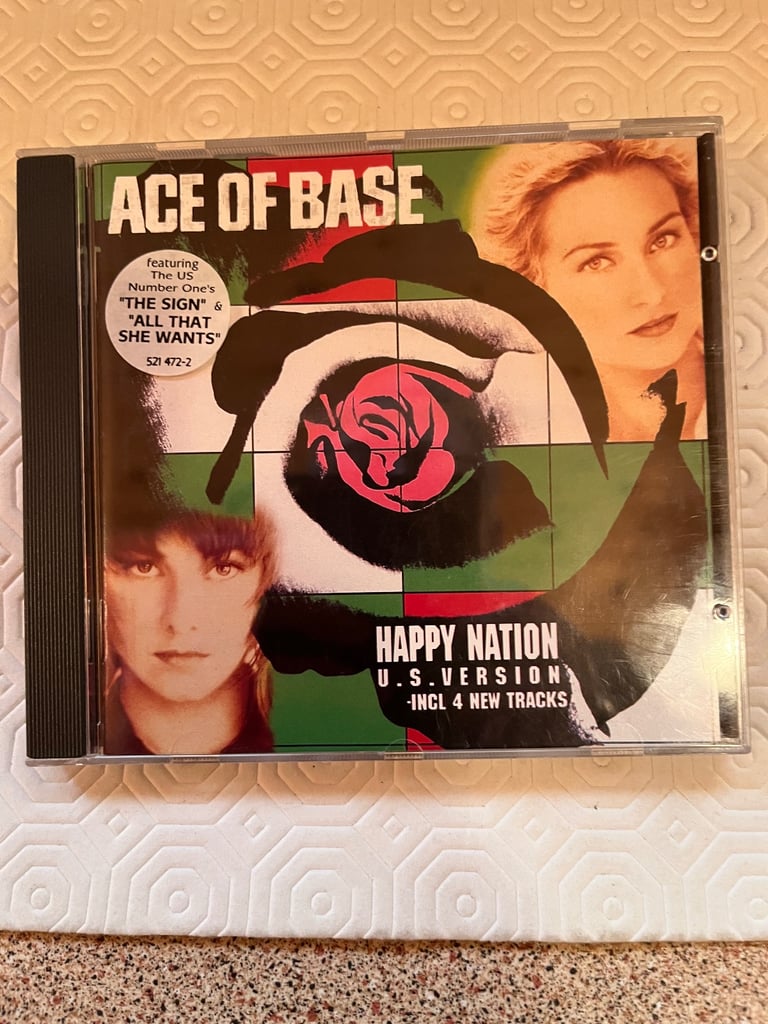 ACE OF BASE
featuring
The US
Number One's
"THE SIGN" &
"ALL THAT
SHE WANTS"
521 472-2
HAPPY NATION
U.S.VERSION
-INCL 4 NEW TRACKS